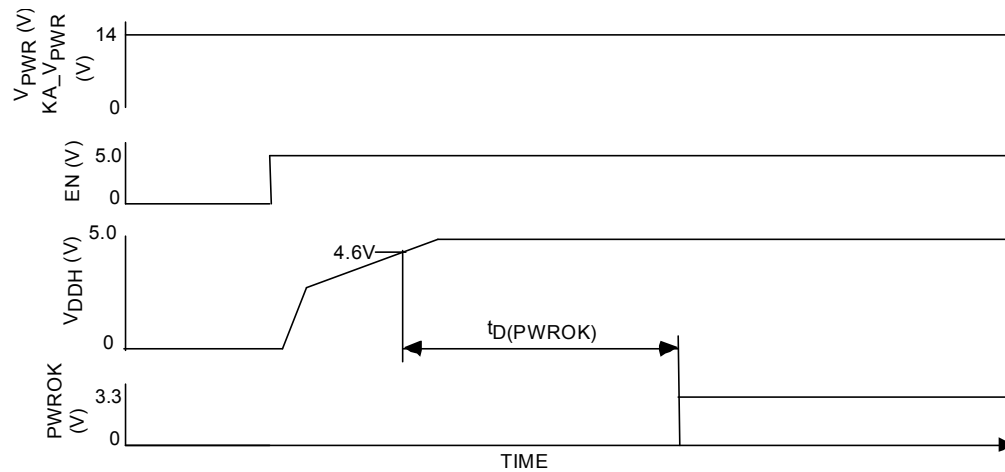 VPWR (V)
KA_VPWR
(V)
14
0
EN (V)
5.0
0
VDDH (V)
5.0
0
4.6V
tD(PWROK)
PWROK
(V)
3.3
0
TIME